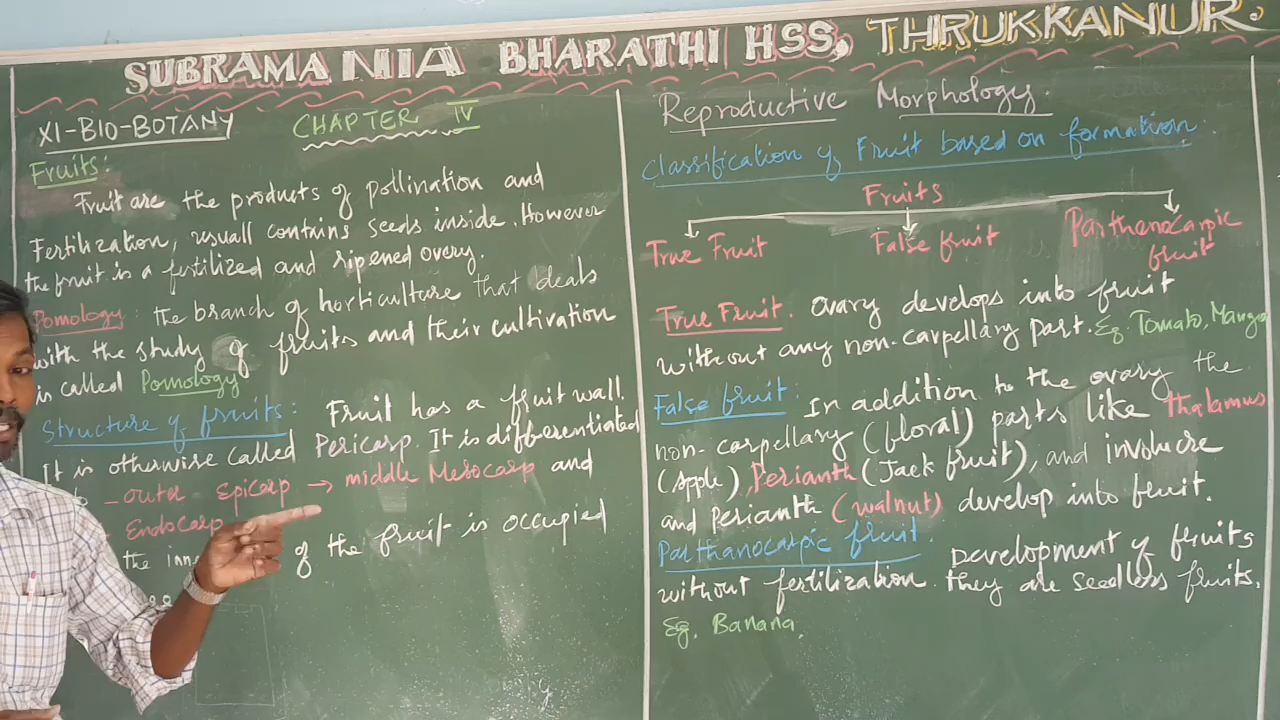 SUBRAMANIA BHARATHI HSS, THRUKKANUR.
XI-BIO-BOTANY
CHAPTER IV
Fruits:
Fruit are the products of pollination and
Fertilization, usuall contains seeds inside. However
the fruit is a fertilized and ripened overy.
Pomology: the branch of horticulture that deals
with the study of fruits and their cultivation
is called Pomology
Structure of fruits: Fruit has a fruit wall.
It is otherwise called Pericarp. It is differentiated
- outer Epicarp → middle Mesocarp and
Endocarp
the of the fruit is occupied
Reproductive Morphology.
Classification of Fruit based on formation.
Fruits
True Fruit
False fruit
Parthenocarpic
fruit
True Fruit. Ovary develops into fruit
without any non-carpellary part. Eg. Tomato, Mango
False fruit: In addition to the ovary the
non-carpellary (floral) parts like Thalamus
(Apple), Perianth (Jack fruit), and involucre
and Perianth (walnut) develop into fruit.
Parthanocarpic fruit. Development of fruits
without fertilization. they are seedless fruits.
Eg. Banana.